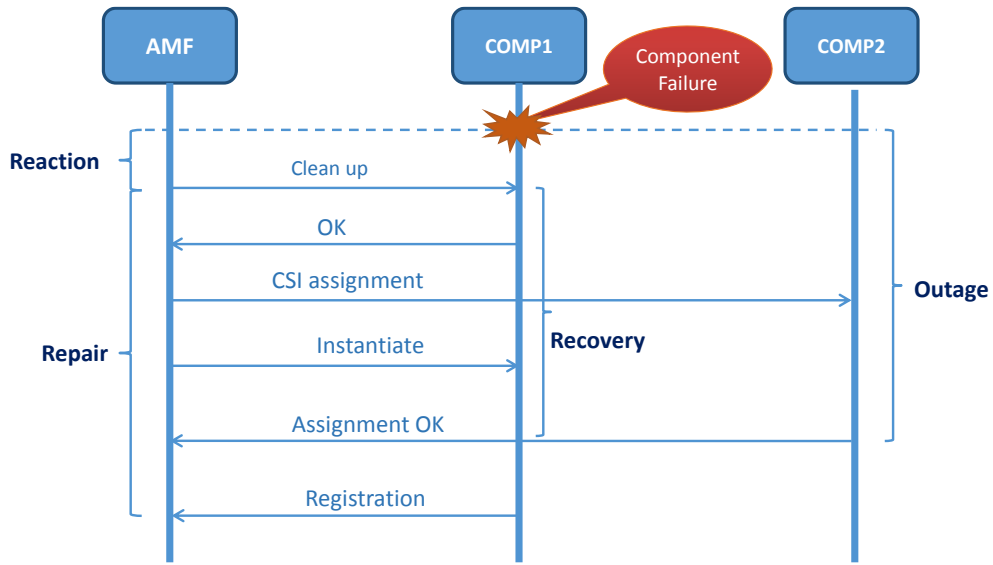 AMF
COMP1
COMP2
Component
Failure
Reaction
Clean up
OK
CSI assignment
Outage
Instantiate
Recovery
Repair
Assignment OK
Registration